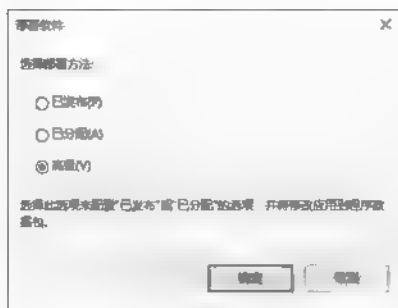 部署软件
选择部署方法:
已发布(P)
已分配(A)
高级(V)
选择此选项来配置"已发布"或"已分配"的选项，并将修改应用到程序数
据包。
确定
取消